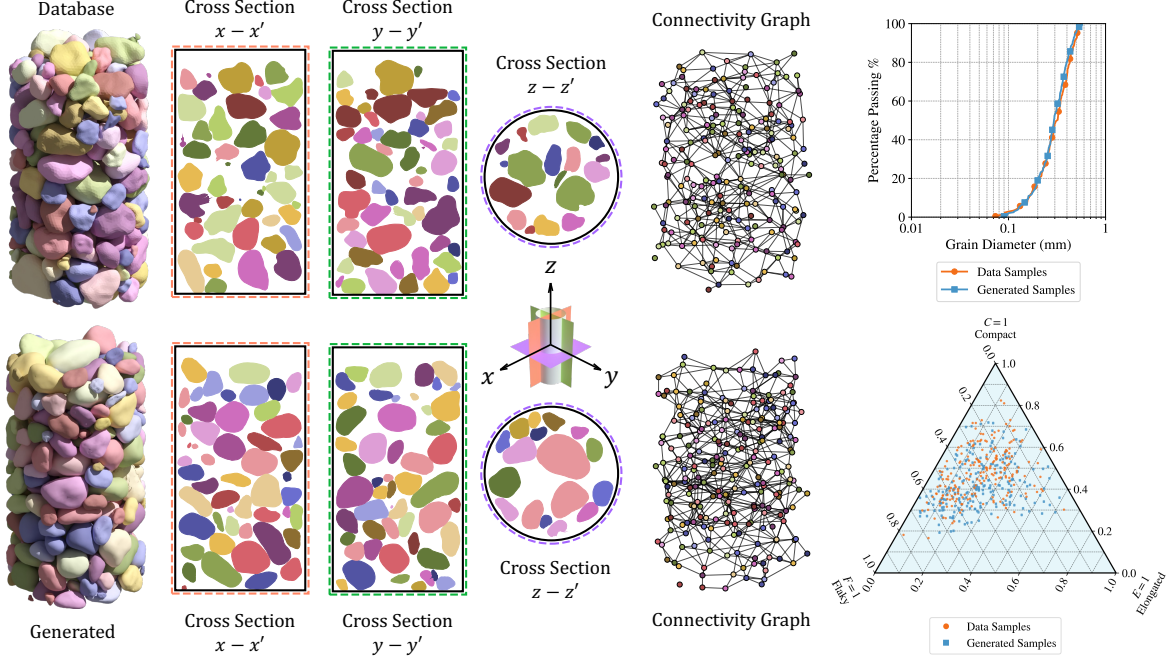 Database
Cross Section
x − x′
Cross Section
y − y′
Cross Section
z − z′
Connectivity Graph
100
80
60
40
20
0
Percentage Passing %
0.01
0.1
1
Grain Diameter (mm)
Data Samples
Generated Samples
z
x
y
Generated
Cross Section
x − x′
Cross Section
y − y′
Cross Section
z − z′
Connectivity Graph
C = 1
Compact
0.0
0.2
0.4
0.6
0.8
1.0
1.0
0.8
0.6
0.4
0.2
0.0
0.0
0.2
0.4
0.6
0.8
1.0
F = 1
Flaky
E = 1
Elongated
Data Samples
Generated Samples